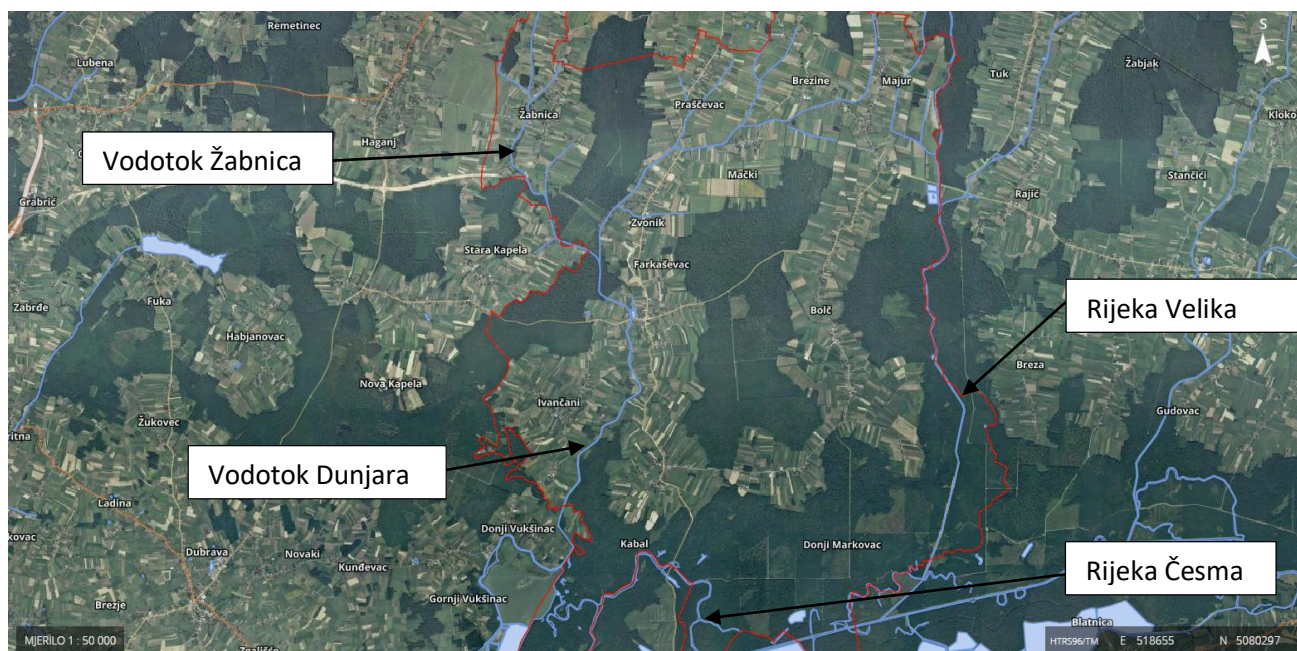 Remetinec
S
Lubena
Tuk
Žabjak
Brezine
Majur
Praščevac
Žabnica
Haganj
Vodotok Žabnica
Mački
Stančići
Rajić
Grabrić
Zvonik
Stara Kapela
Farkaševac
Fuka
Zabrđe
Rijeka Velika
Bolč
Habjanovac
Breza
Nova Kapela
Ivančani
Gudovac
Žukovec
Vodotok Dunjara
Ladina
Donji Vukšinac
Kabal
Donji Markovac
Dubrava
Novaki
Kunđevac
Rijeka Česma
Gornji Vukšinac
Brezje
Blatnica
MJERILO 1 : 50 000
HTRS96/TM E 518655 N 5080297